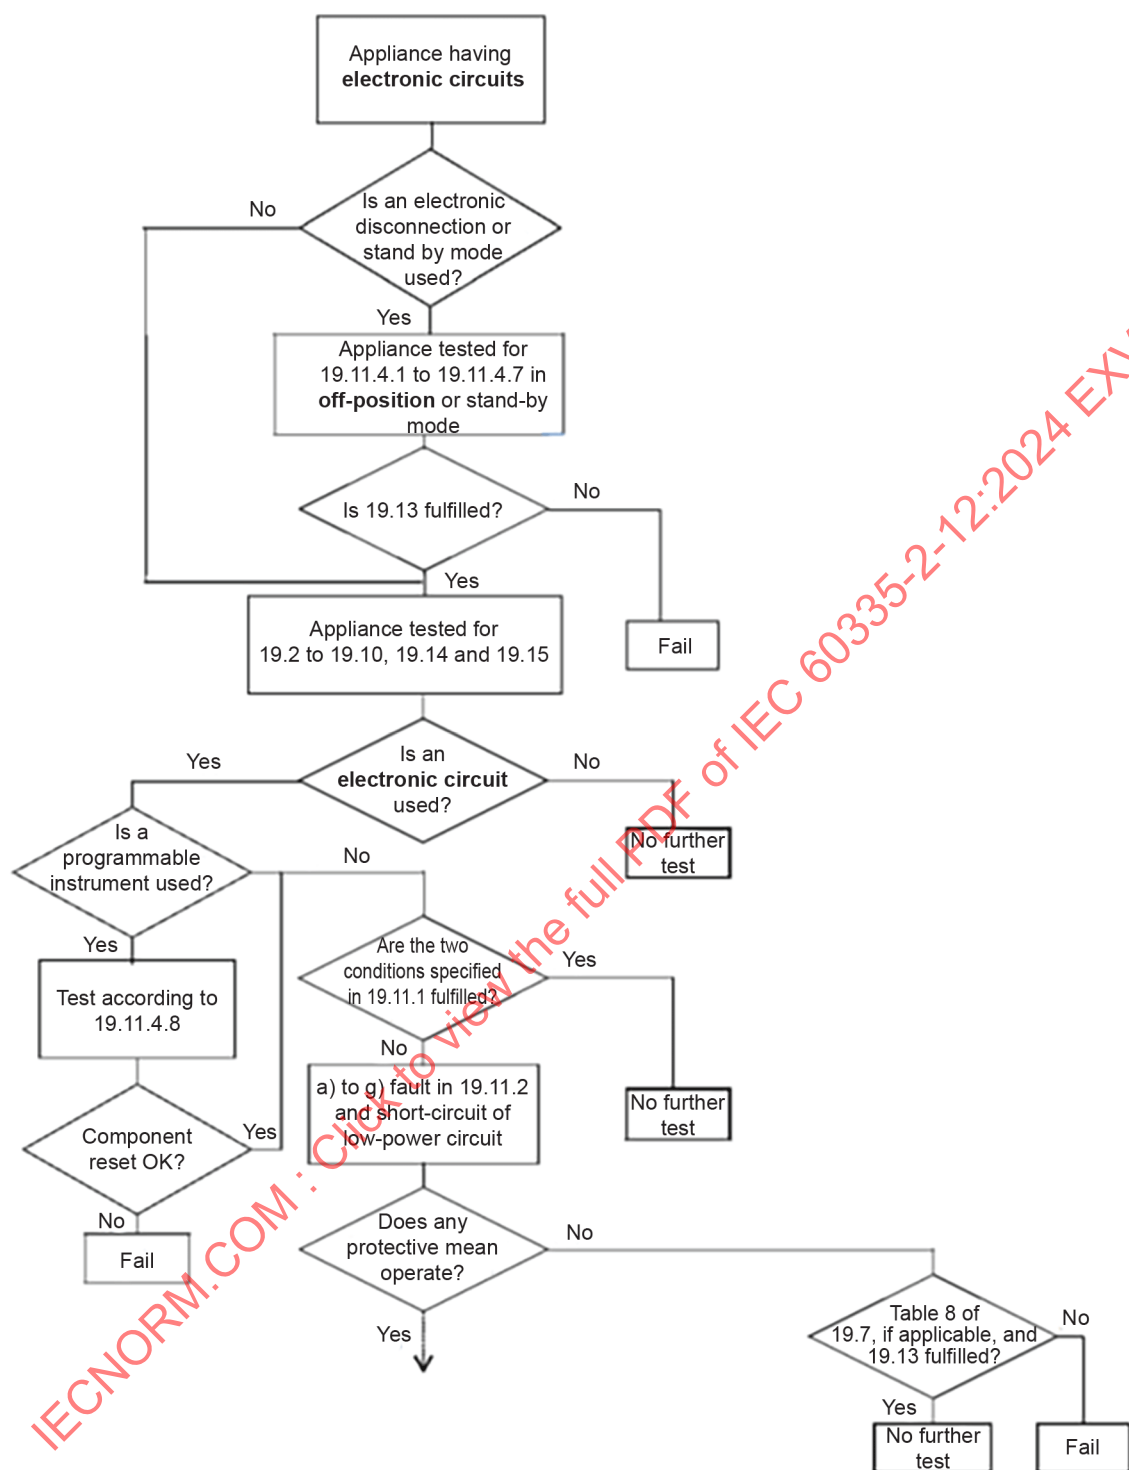 Appliance having
electronic circuits
Is an electronic
disconnection or
stand by mode
used?
No
Yes
Appliance tested for
19.11.4.1 to 19.11.4.7 in
off-position or stand-by
mode
Is 19.13 fulfilled?
No
Yes
Fail
Appliance tested for
19.2 to 19.10, 19.14 and 19.15
Is an
electronic circuit
used?
Yes
No
No further
test
Is a
programmable
instrument used?
No
Yes
Test according to
19.11.4.8
Component
reset OK?
Yes
No
Fail
Are the two
conditions specified
in 19.11.1 fulfilled?
Yes
No further
test
No
a) to g) fault in 19.11.2
and short-circuit of
low-power circuit
Does any
protective mean
operate?
No
Yes
Table 8 of
19.7, if applicable, and
19.13 fulfilled?
No
Yes
No further
test
Fail
IECNORM.COM : Click to view the full PDF of IEC 60335-2-12:2024 EXV